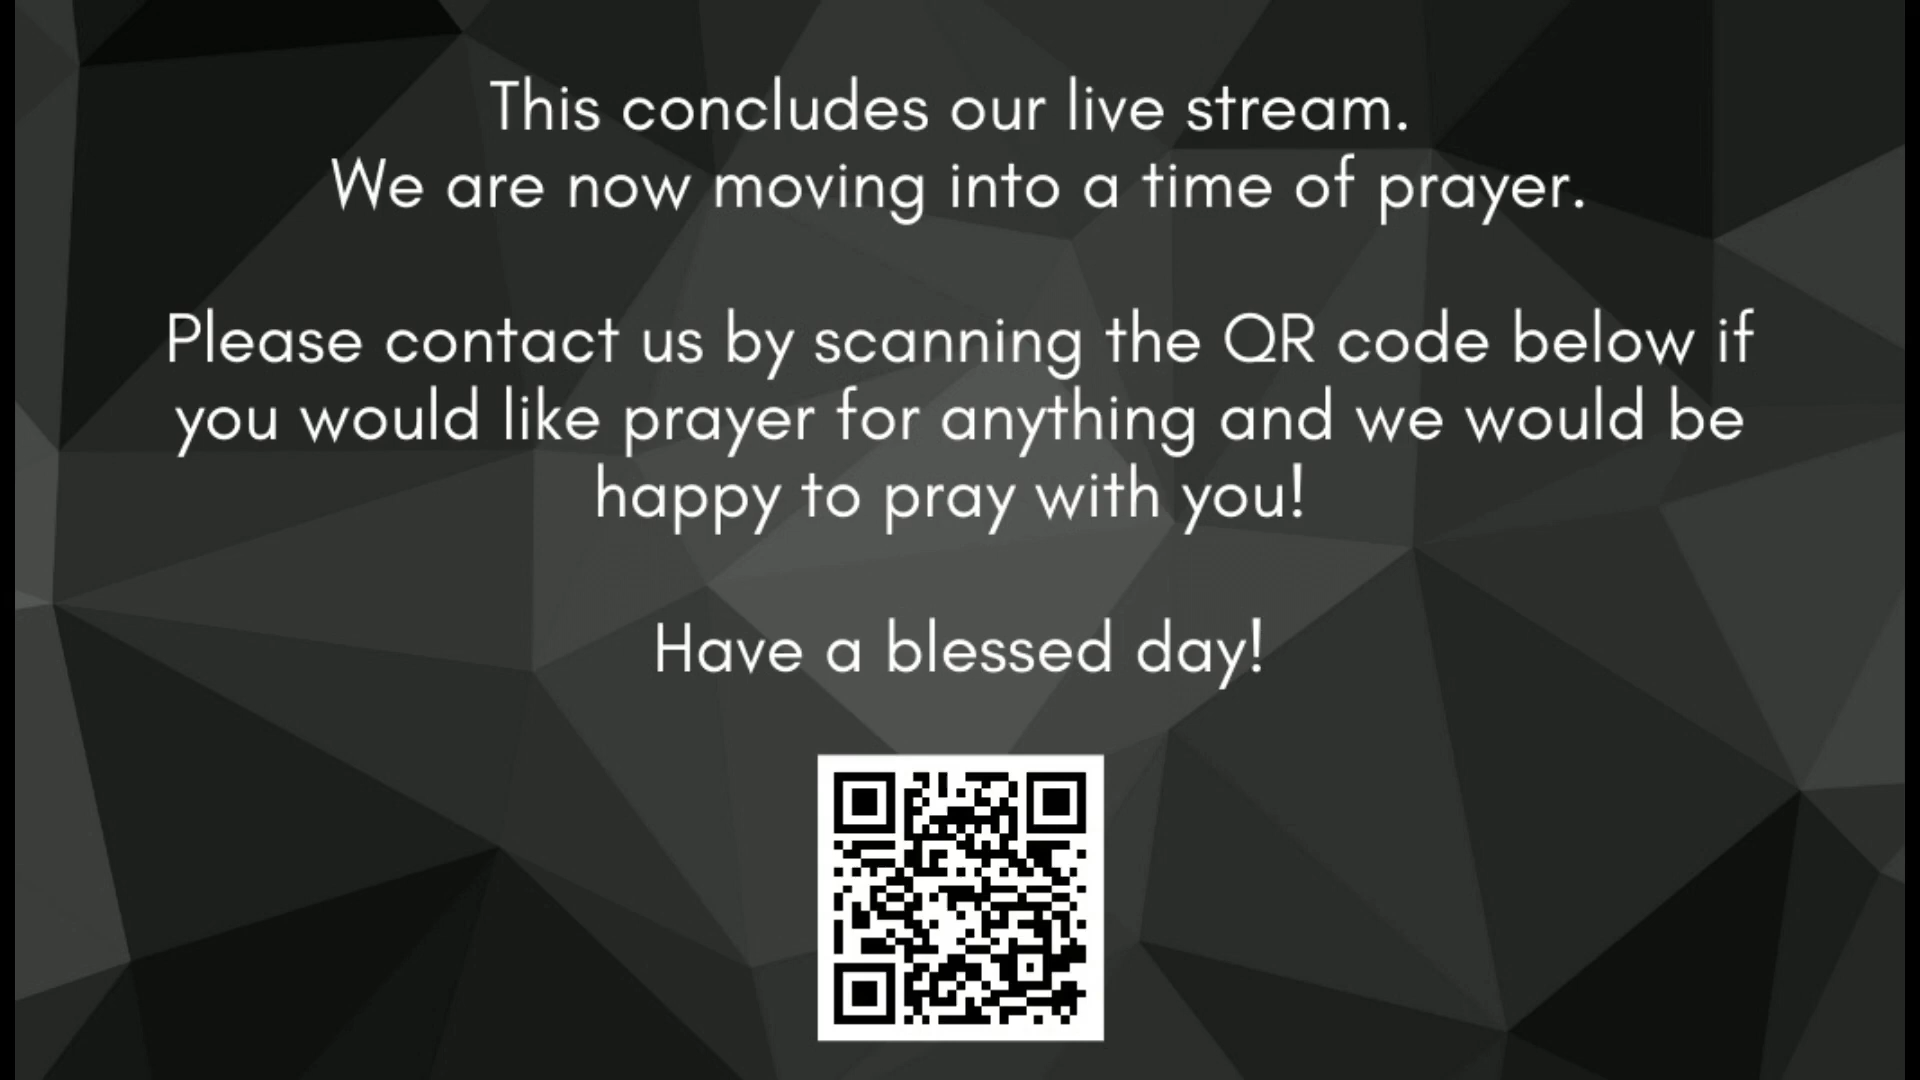 This concludes our live stream.
We are now moving into a time of prayer.
Please contact us by scanning the QR code below if
you would like prayer for anything and we would be
happy to pray with you!
Have a blessed day!